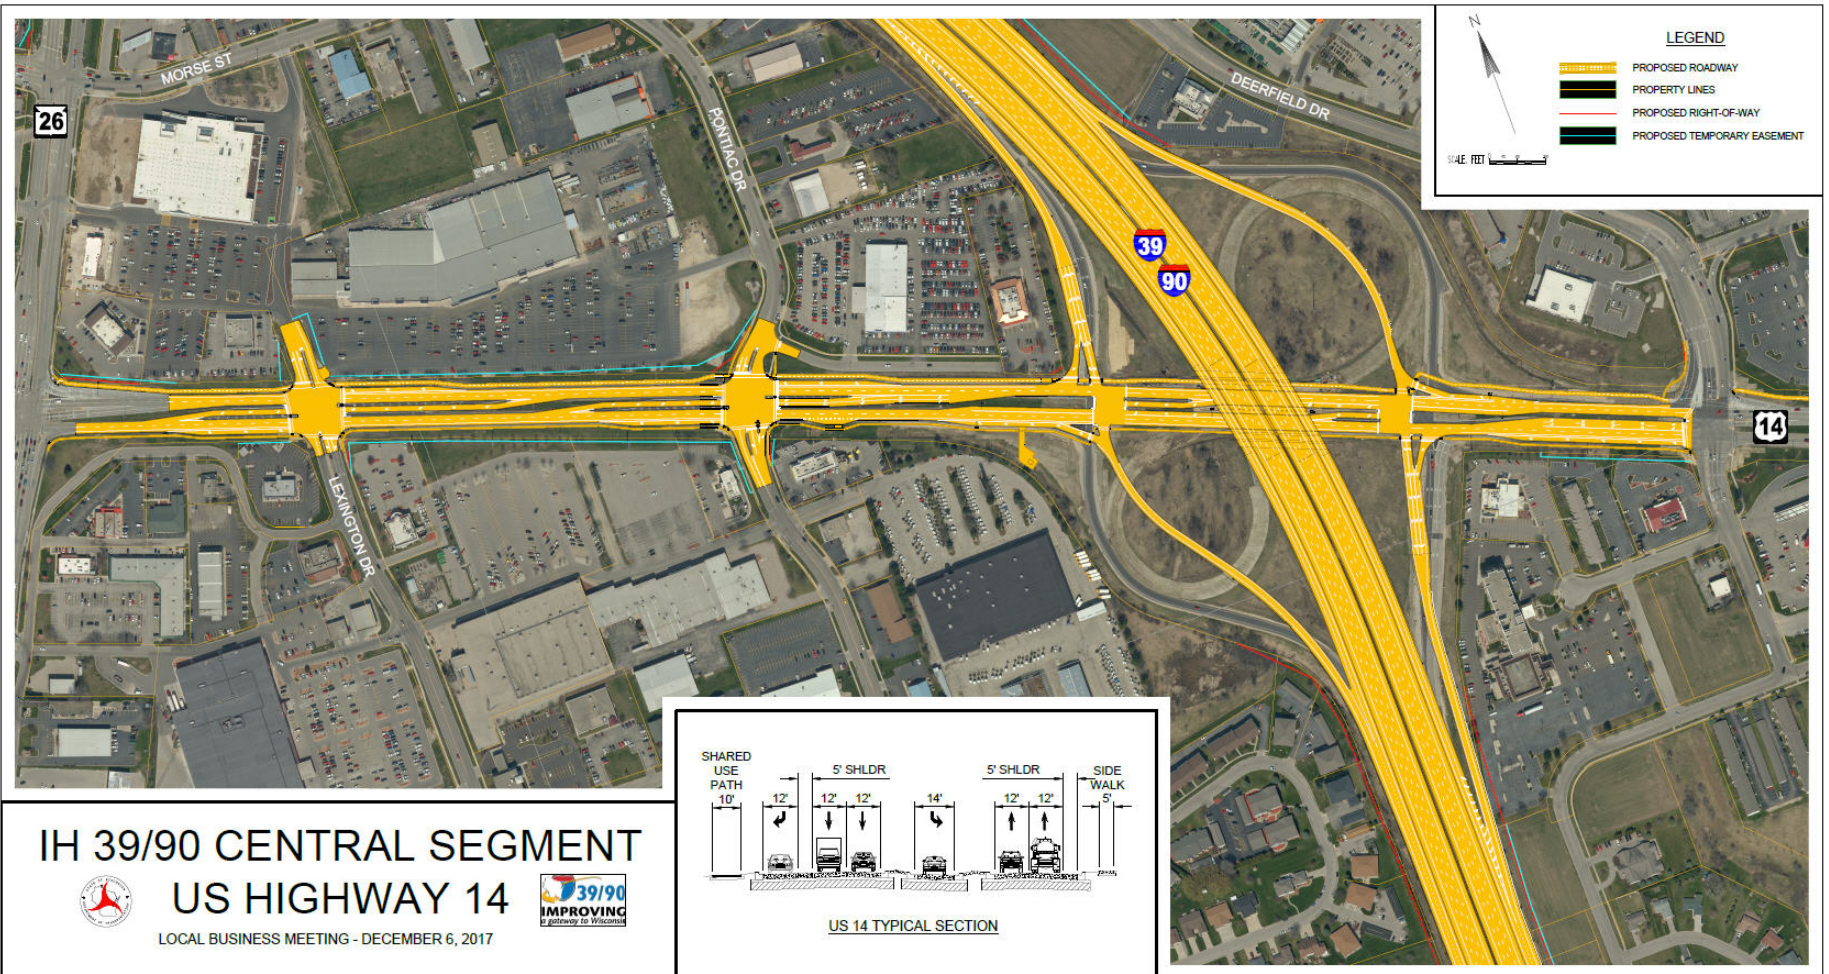 MORSE ST
26
PONTIAC DR
DEERFIELD DR
39
90
14
LEXINGTON DR
N
LEGEND
PROPOSED ROADWAY
PROPERTY LINES
PROPOSED RIGHT-OF-WAY
PROPOSED TEMPORARY EASEMENT
SCALE, FEET
IH 39/90 CENTRAL SEGMENT
US HIGHWAY 14
LOCAL BUSINESS MEETING - DECEMBER 6, 2017
39/90
IMPROVING
a gateway to Wisconsin
SHARED
USE
PATH
10'
12'
5' SHLDR
12' 12'
14'
5' SHLDR
12' 12'
SIDE
WALK
5'
US 14 TYPICAL SECTION